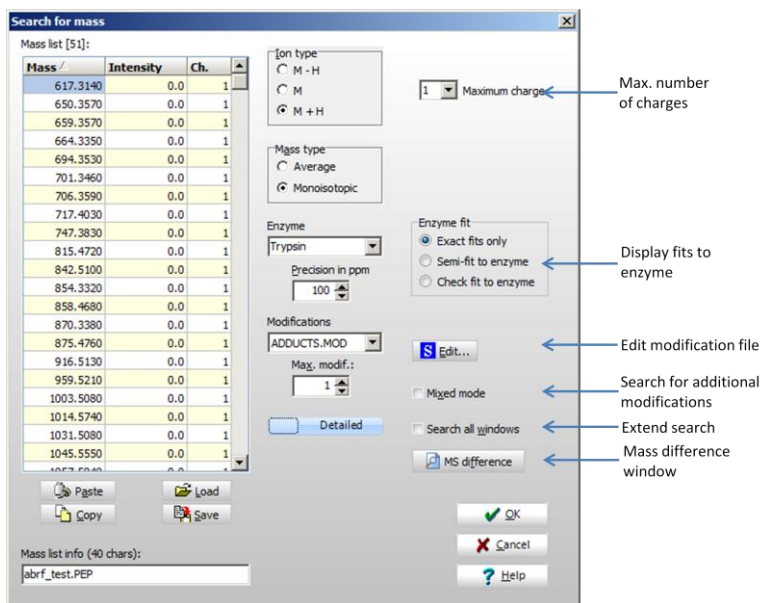 Search for mass
Mass list [51]:
Mass Intensity Ch.
617.3140 0.0 1
650.3570 0.0 1
659.3570 0.0 1
664.3350 0.0 1
694.3530 0.0 1
701.3460 0.0 1
706.3590 0.0 1
717.4030 0.0 1
747.3830 0.0 1
815.4720 0.0 1
842.5100 0.0 1
854.3320 0.0 1
858.4680 0.0 1
870.3380 0.0 1
875.4760 0.0 1
916.5130 0.0 1
959.5210 0.0 1
1003.5080 0.0 1
1014.5740 0.0 1
1031.5080 0.0 1
1045.5550 0.0 1
Paste
Load
Copy
Save
Mass list info (40 chars):
abrf_test.PEP
Ion type
M - H
M
M + H
Mass type
Average
Monoisotopic
Enzyme
Trypsin
Precision in ppm
100
Modifications
ADDUCTS.MOD
Max. modif.:
1
Detailed
1 Maximum charge
Enzyme fit
Exact fits only
Semi-fit to enzyme
Check fit to enzyme
S Edit...
Mixed mode
Search all windows
MS difference
OK
Cancel
Help
Max. number
of charges
Display fits to
enzyme
Edit modification file
Search for additional
modifications
Extend search
Mass difference
window